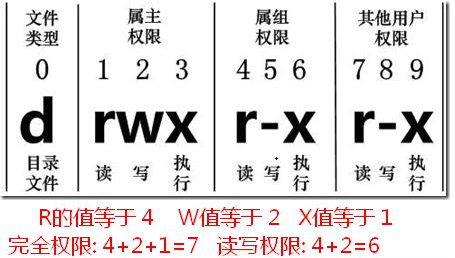 文件 属主 属组 其他用户
类型 权限 权限 权限
0 1 2 3 4 5 6 7 8 9
d rwx r-x r-x
目录 读 写 执 读 写 执 读 写 执
文件 行 行 行
R的值等于 4 W值等于 2 X值等于 1
完全权限: 4+2+1=7 读写权限: 4+2=6